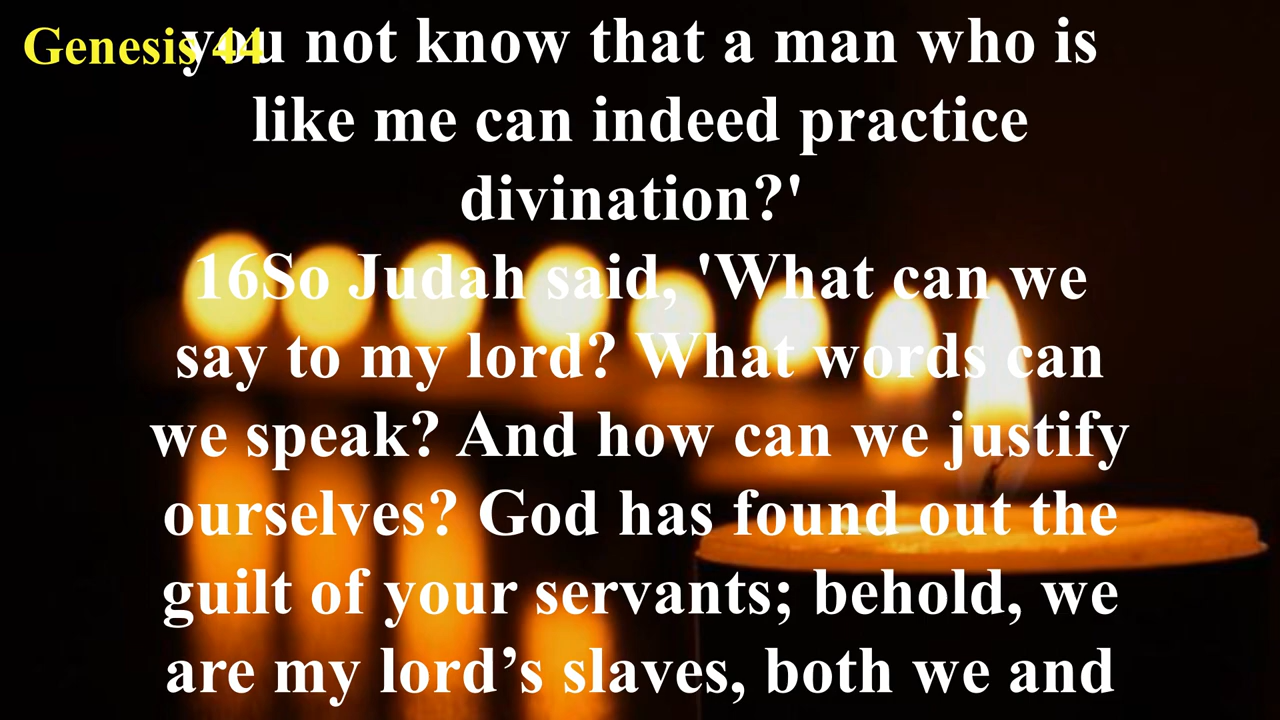 Genesis 44
you not know that a man who is
like me can indeed practice
divination?'
16So Judah said, 'What can we
say to my lord? What words can
we speak? And how can we justify
ourselves? God has found out the
guilt of your servants; behold, we
are my lord’s slaves, both we and